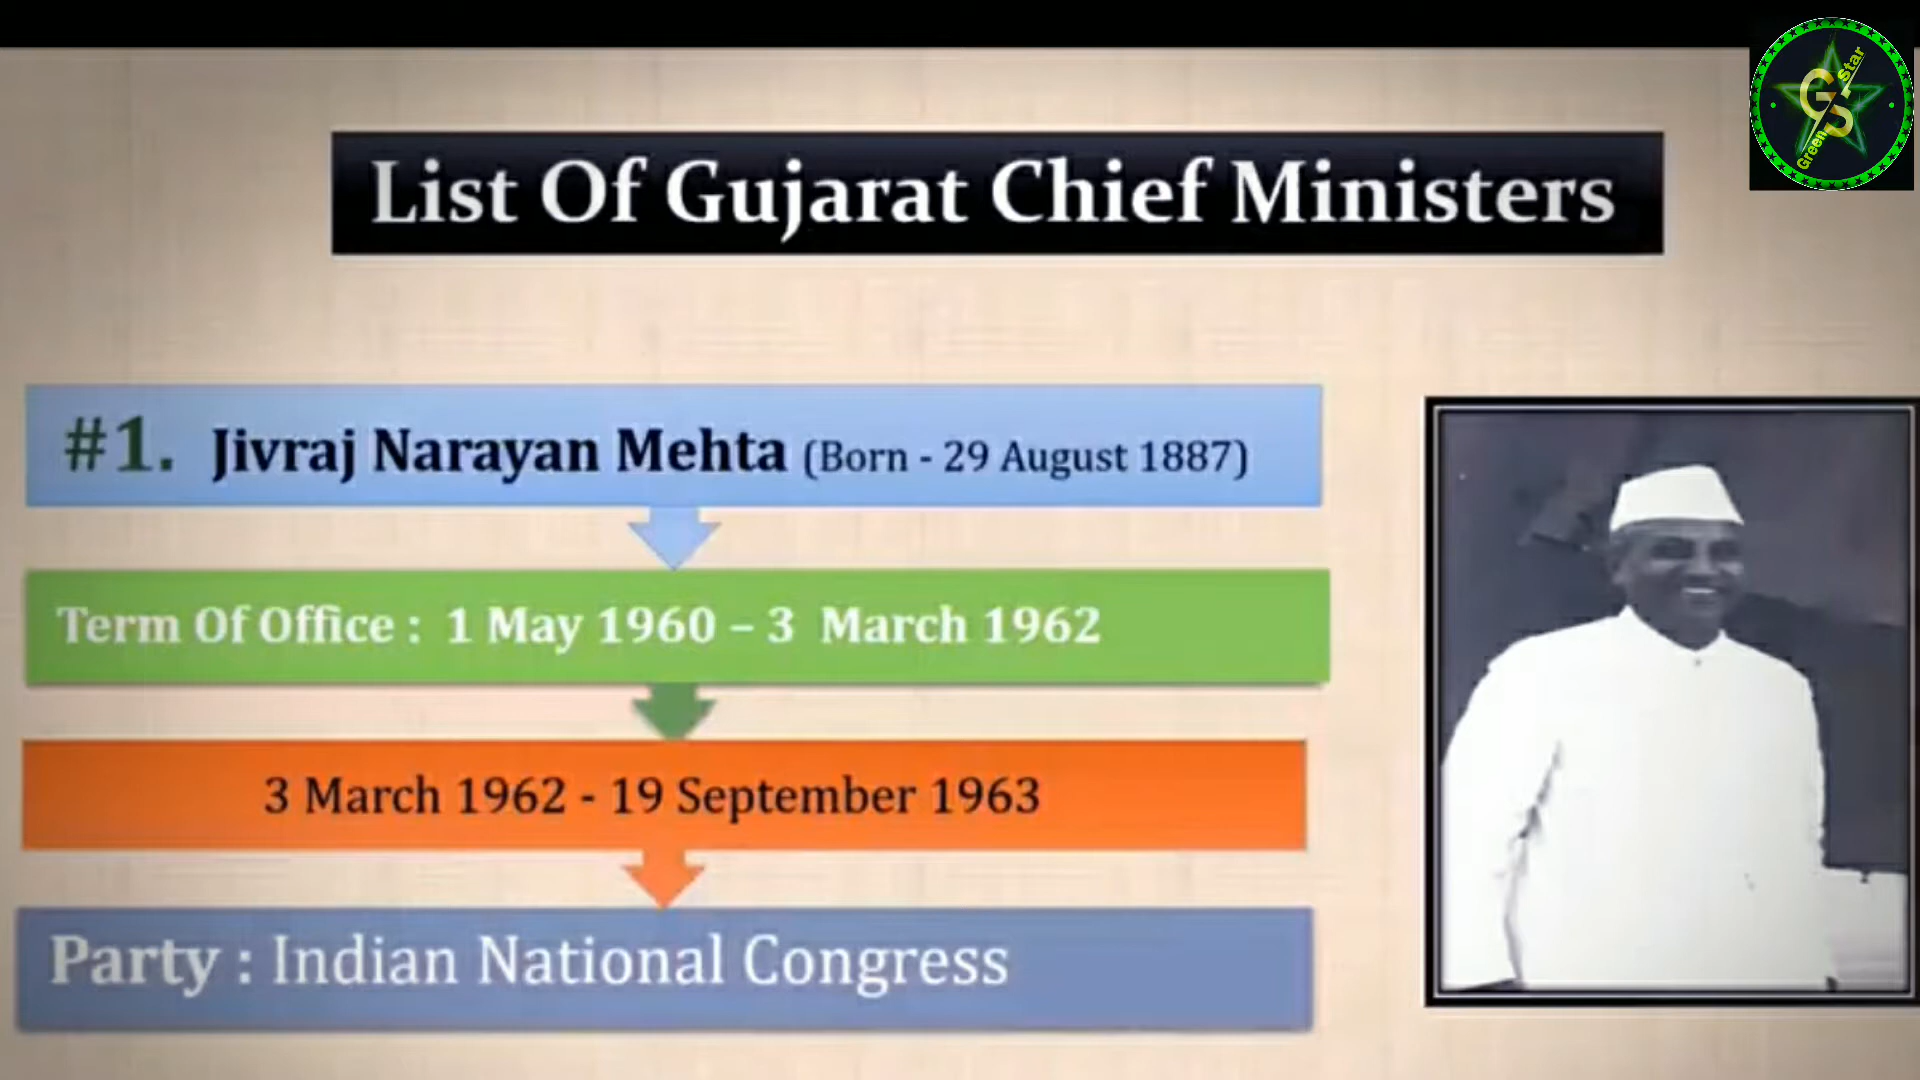 List Of Gujarat Chief Ministers
#1. Jivraj Narayan Mehta (Born - 29 August 1887)
Term Of Office : 1 May 1960 – 3 March 1962
3 March 1962 - 19 September 1963
Party : Indian National Congress
GS
Green Star